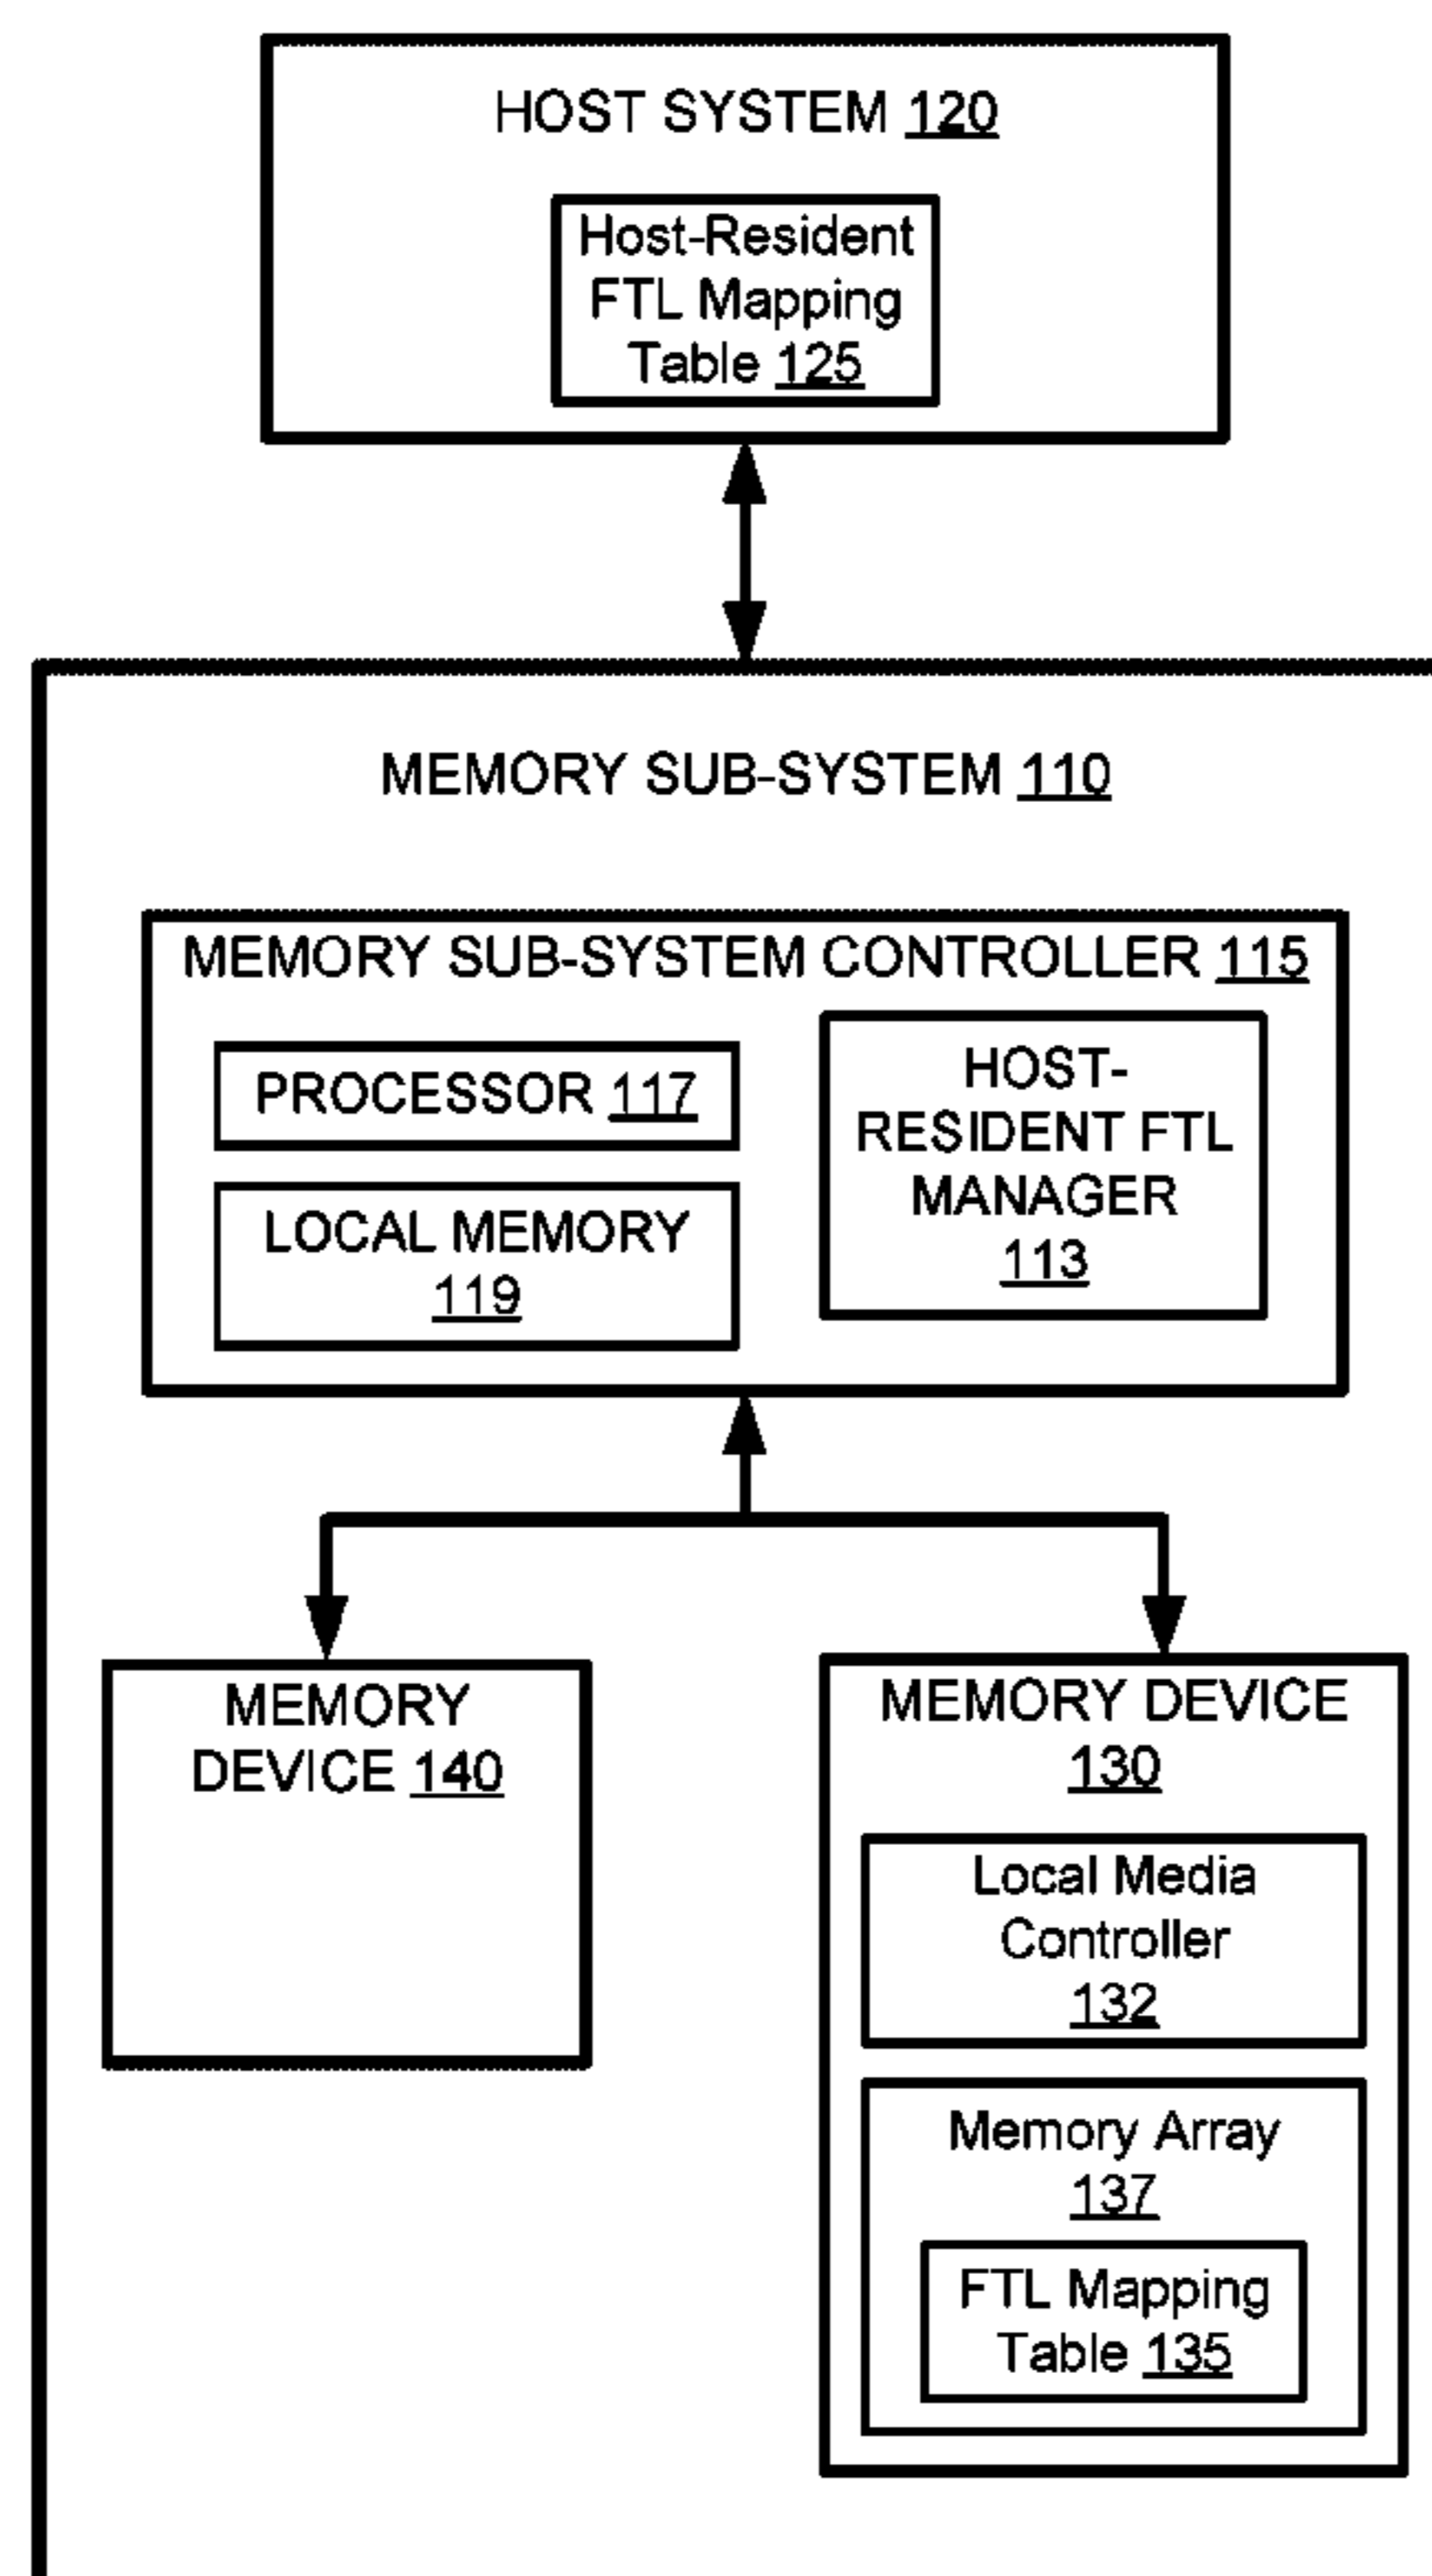 HOST SYSTEM 120
Host-Resident
FTL Mapping
Table 125
MEMORY SUB-SYSTEM 110
MEMORY SUB-SYSTEM CONTROLLER 115
PROCESSOR 117
LOCAL MEMORY
119
HOST-
RESIDENT FTL
MANAGER
113
MEMORY
DEVICE 140
MEMORY DEVICE
130
Local Media
Controller
132
Memory Array
137
FTL Mapping
Table 135